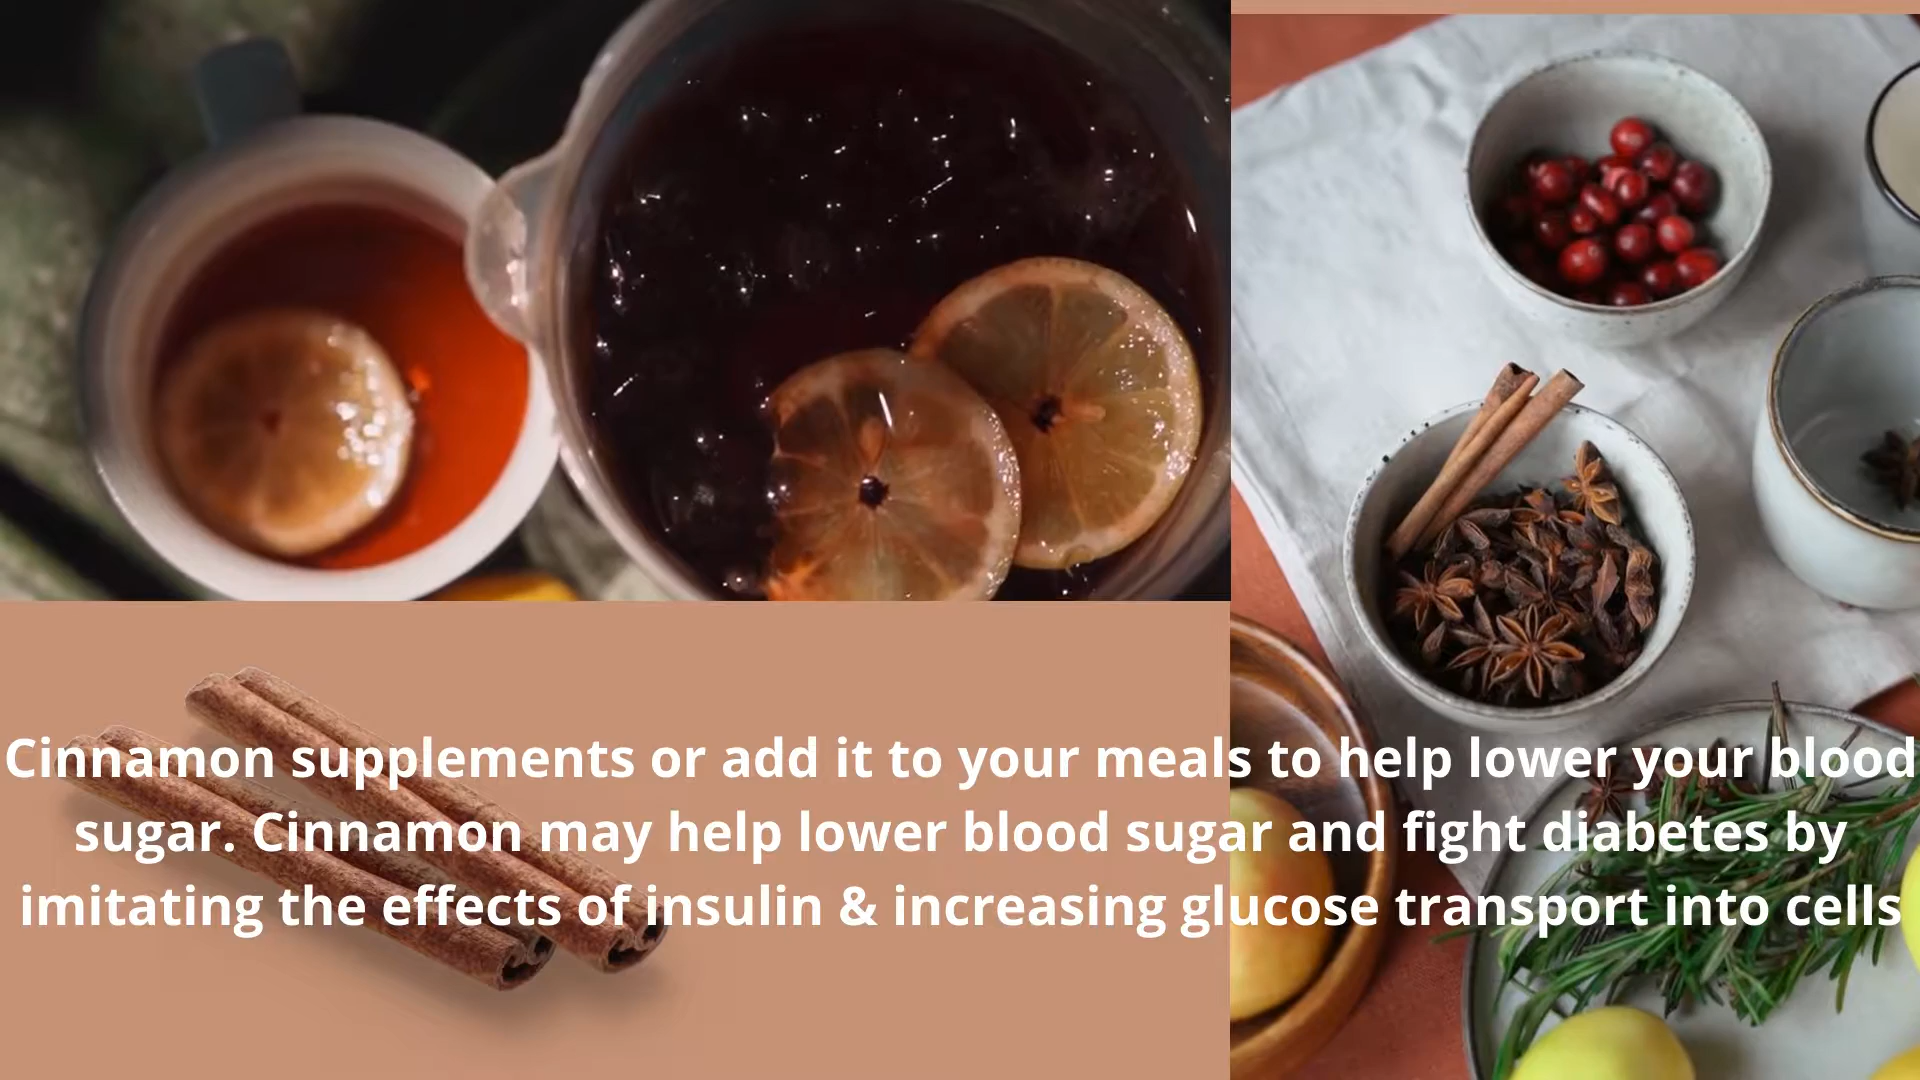 Cinnamon supplements or add it to your meals to help lower your blood
sugar. Cinnamon may help lower blood sugar and fight diabetes by
imitating the effects of insulin & increasing glucose transport into cells